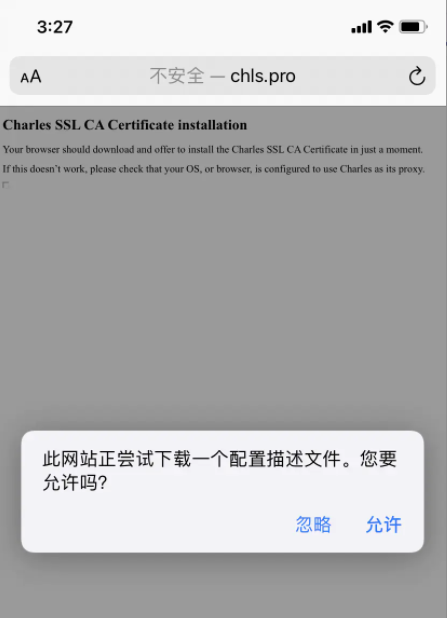 3:27
AA 不安全 — chls.pro
Charles SSL CA Certificate installation
Your browser should download and offer to install the Charles SSL CA Certificate in just a moment.
If this doesn't work, please check that your OS, or browser, is configured to use Charles as its proxy.
此网站正尝试下载一个配置描述文件。您要
允许吗?
忽略 允许